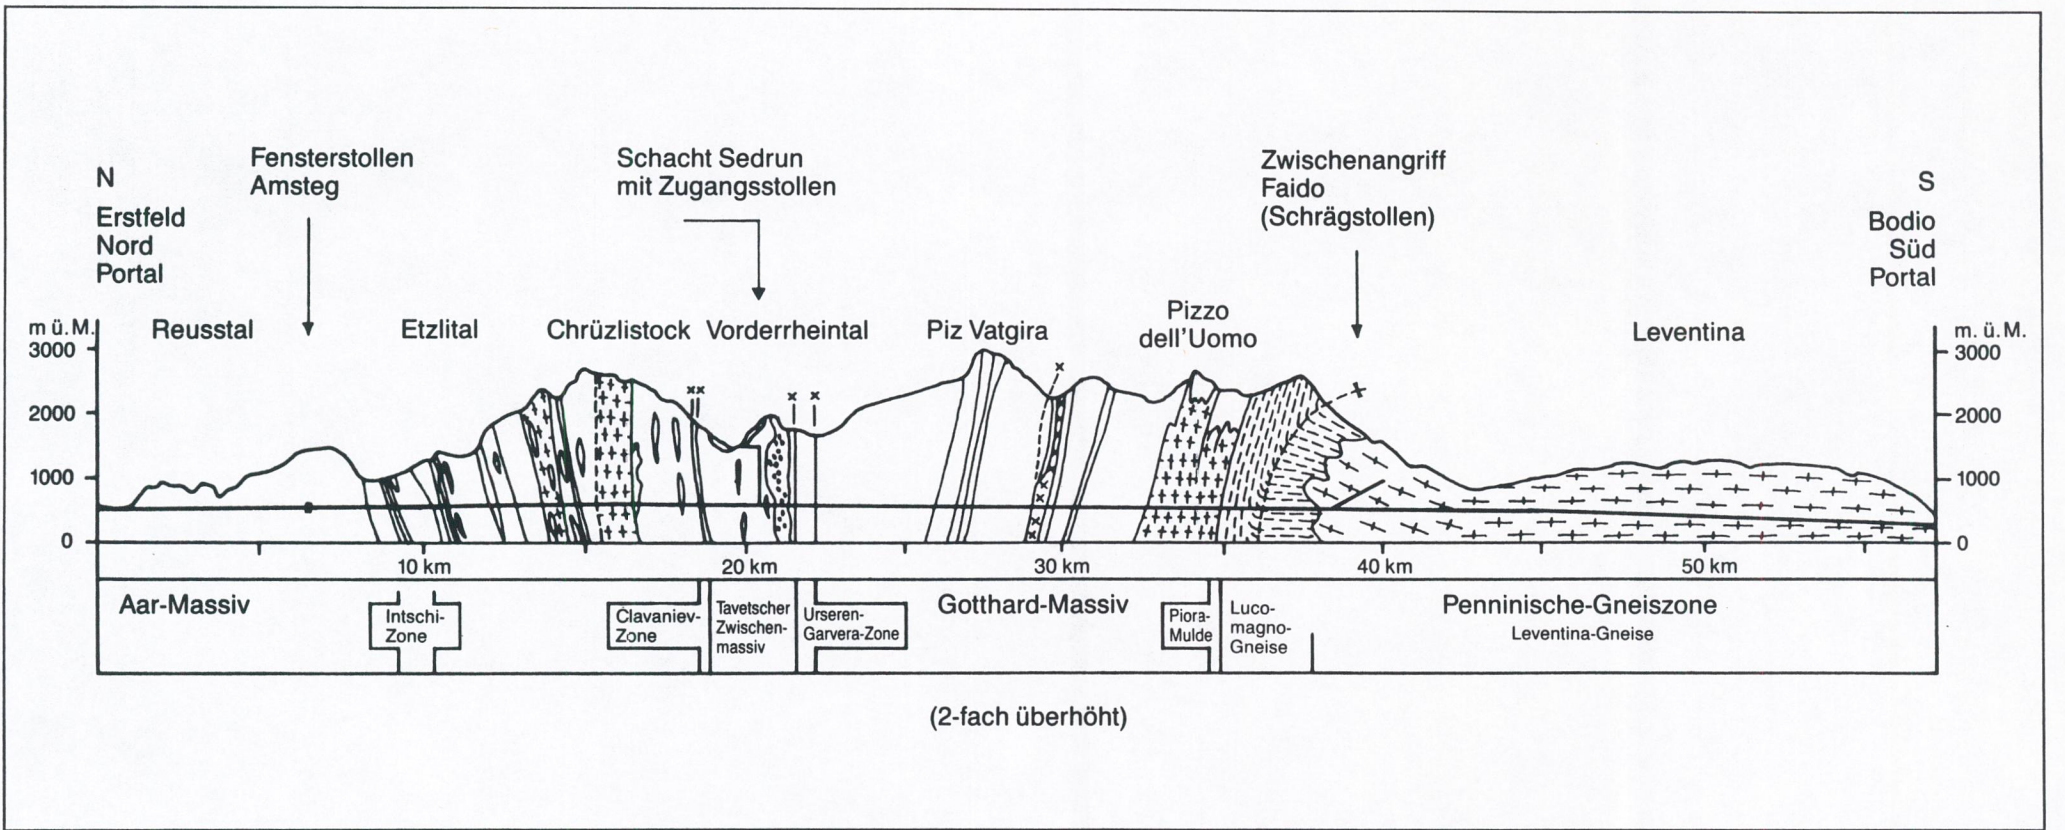 Fensterstollen
Amsteg
Schacht Sedrun
mit Zugangsstollen
Zwischenangriff
Faido
(Schrägstollen)
N
Erstfeld
Nord
Portal
S
Bodio
Süd
Portal
m ü.M.
Reusstal
Etzlital
Chrüzlistock
Vorderrheintal
Piz Vatgira
Pizzo
dell'Uomo
Leventina
m. ü.M.
3000
2000
1000
0
3000
2000
1000
0
10 km
20 km
30 km
40 km
50 km
Aar-Massiv
Intschi-
Zone
Clavaniev-
Zone
Tavetscher
Zwischen-
massiv
Urseren-
Garvera-Zone
Gotthard-Massiv
Piora-
Mulde
Luco-
magno-
Gneise
Penninische-Gneiszone
Leventina-Gneise
(2-fach überhöht)